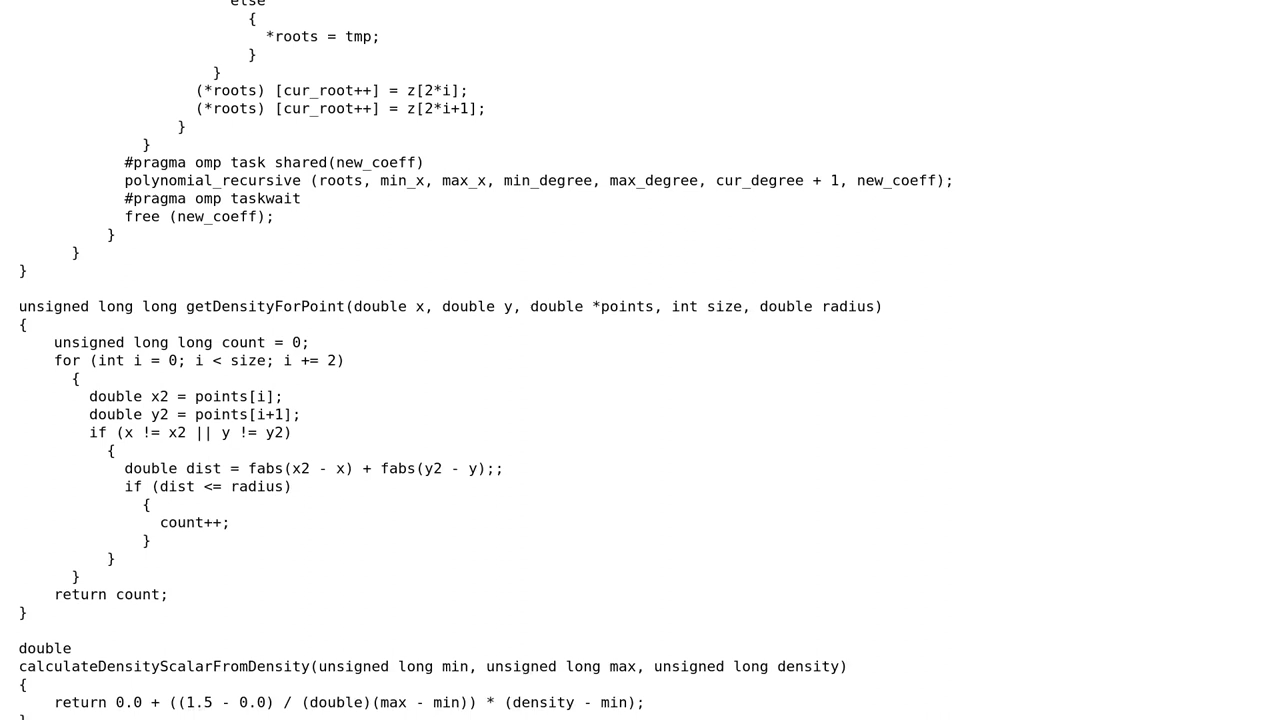 else
{
*roots = tmp;
}
}
(*roots) [cur_root++] = z[2*i];
(*roots) [cur_root++] = z[2*i+1];
}
}
#pragma omp task shared(new_coeff)
polynomial_recursive (roots, min_x, max_x, min_degree, max_degree, cur_degree + 1, new_coeff);
#pragma omp taskwait
free (new_coeff);
}
}
}
unsigned long long getDensityForPoint(double x, double y, double *points, int size, double radius)
{
unsigned long long count = 0;
for (int i = 0; i < size; i += 2)
{
double x2 = points[i];
double y2 = points[i+1];
if (x != x2 || y != y2)
{
double dist = fabs(x2 - x) + fabs(y2 - y);;
if (dist <= radius)
{
count++;
}
}
}
return count;
}
double
calculateDensityScalarFromDensity(unsigned long min, unsigned long max, unsigned long density)
{
return 0.0 + ((1.5 - 0.0) / (double)(max - min)) * (density - min);
}